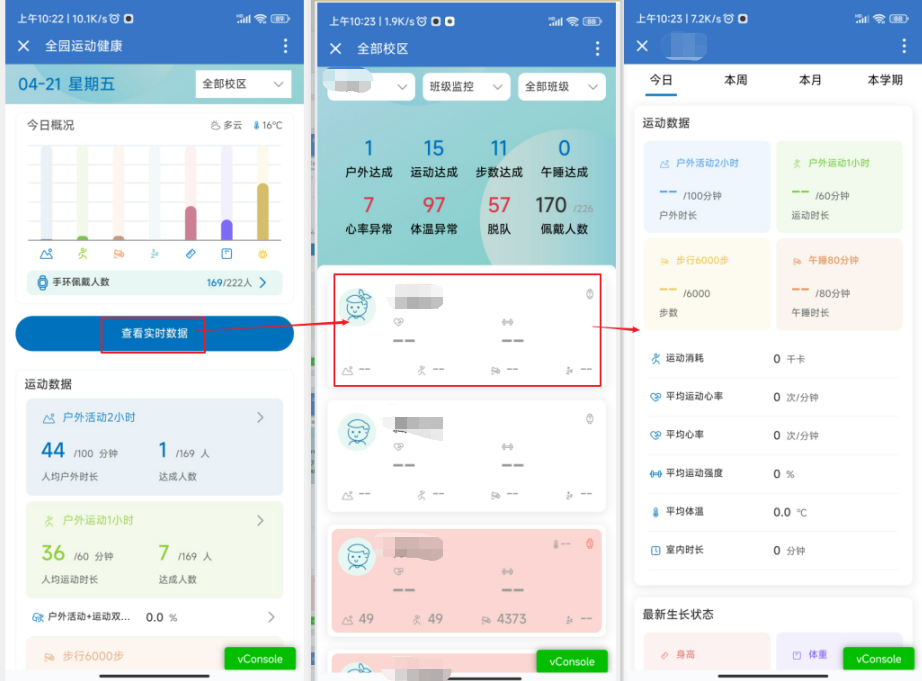 上午10:22 | 10.1K/s
全园运动健康
04-21 星期五
全部校区
今日概况
多云 16℃
手环佩戴人数
169/222人
查看实时数据
运动数据
户外活动2小时
44 /100 分钟
1 /169 人
人均户外时长
达成人数
户外运动1小时
36 /60 分钟
7 /169 人
人均运动时长
达成人数
户外活动+运动双... 0.0 %
步行6000步
vConsole
上午10:23 | 1.9K/s
全部校区
班级监控
全部班级
1 15 11 0
户外达成 运动达成 步数达成 午睡达成
7 97 57 170 /226
心率异常 体温异常 脱队 佩戴人数
-- --
-- -- -- --
-- --
-- -- -- --
--
-- --
49 49 4373 --
vConsole
上午10:23 | 7.2K/s
今日 本周 本月 本学期
运动数据
户外活动2小时
-- /100分钟
户外时长
户外运动1小时
-- /60分钟
运动时长
步行6000步
-- /6000
步数
午睡80分钟
-- /80分钟
午睡时长
运动消耗 0 千卡
平均运动心率 0 次/分钟
平均心率 0 次/分钟
平均运动强度 0 %
平均体温 0.0 ℃
室内时长 0 分钟
最新生长状态
身高
体重
vConsole